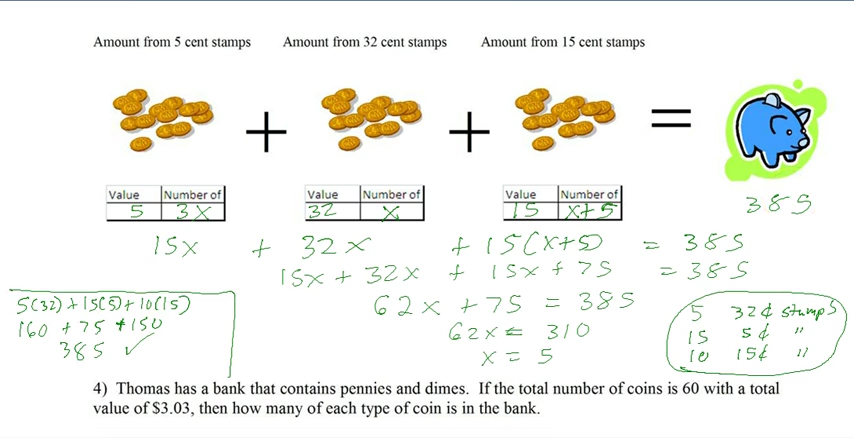 Amount from 5 cent stamps Amount from 32 cent stamps Amount from 15 cent stamps
+ + =
Value Number of Value Number of Value Number of
5 3x 32 x 15 x+5 385
15x + 32x + 15(x+5) = 385
15x + 32x + 15x + 75 = 385
62x + 75 = 385
62x = 310
x = 5
5(32) + 15(5) + 10(15)
160 + 75 + 150
385 ✓
5 32¢ stamps
15 5¢ "
10 15¢ "
4) Thomas has a bank that contains pennies and dimes. If the total number of coins is 60 with a total
value of $3.03, then how many of each type of coin is in the bank.